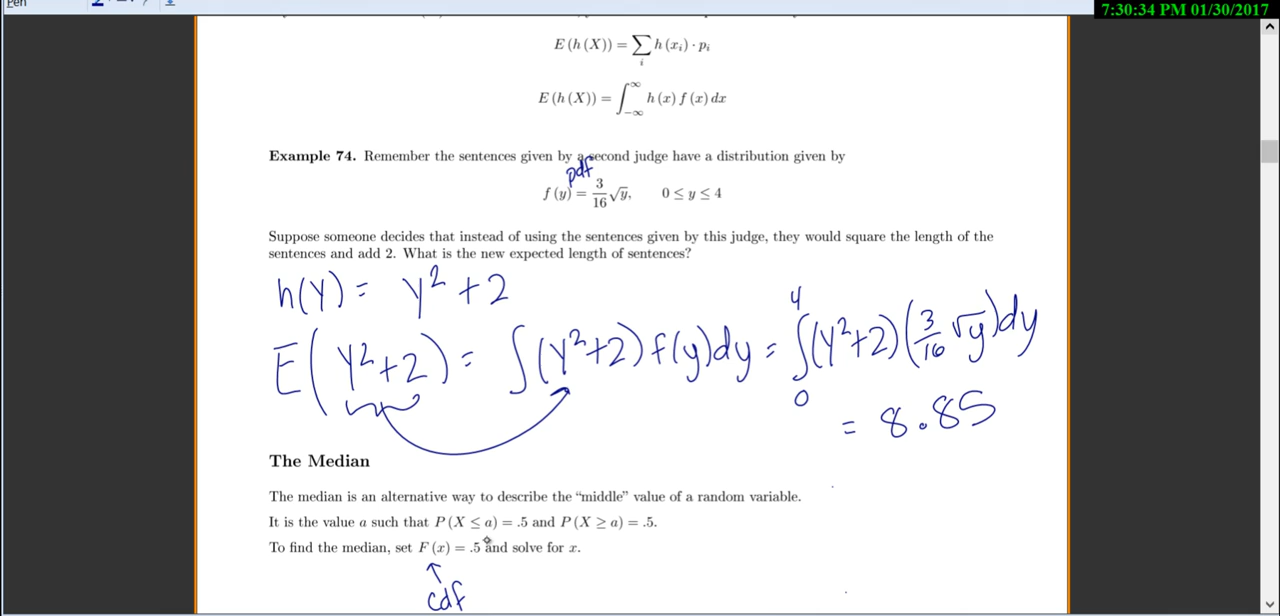 Pen
7:30:34 PM 01/30/2017
E (h (X)) = ∑_i h (x_i) · p_i
E (h (X)) = ∫_{-∞}^{∞} h (x) f (x) dx
Example 74. Remember the sentences given by a second judge have a distribution given by
pdf
f (y) = 3/16 √y, 0 ≤ y ≤ 4
Suppose someone decides that instead of using the sentences given by this judge, they would square the length of the
sentences and add 2. What is the new expected length of sentences?
h(Y) = Y² + 2
E(Y²+2) = ∫(Y²+2) f(y)dy = ∫_0^4 (Y²+2)(3/16 √y)dy
= 8.85
The Median
The median is an alternative way to describe the “middle” value of a random variable.
It is the value a such that P (X ≤ a) = .5 and P (X ≥ a) = .5.
To find the median, set F (x) = .5 and solve for x.
↑
cdf